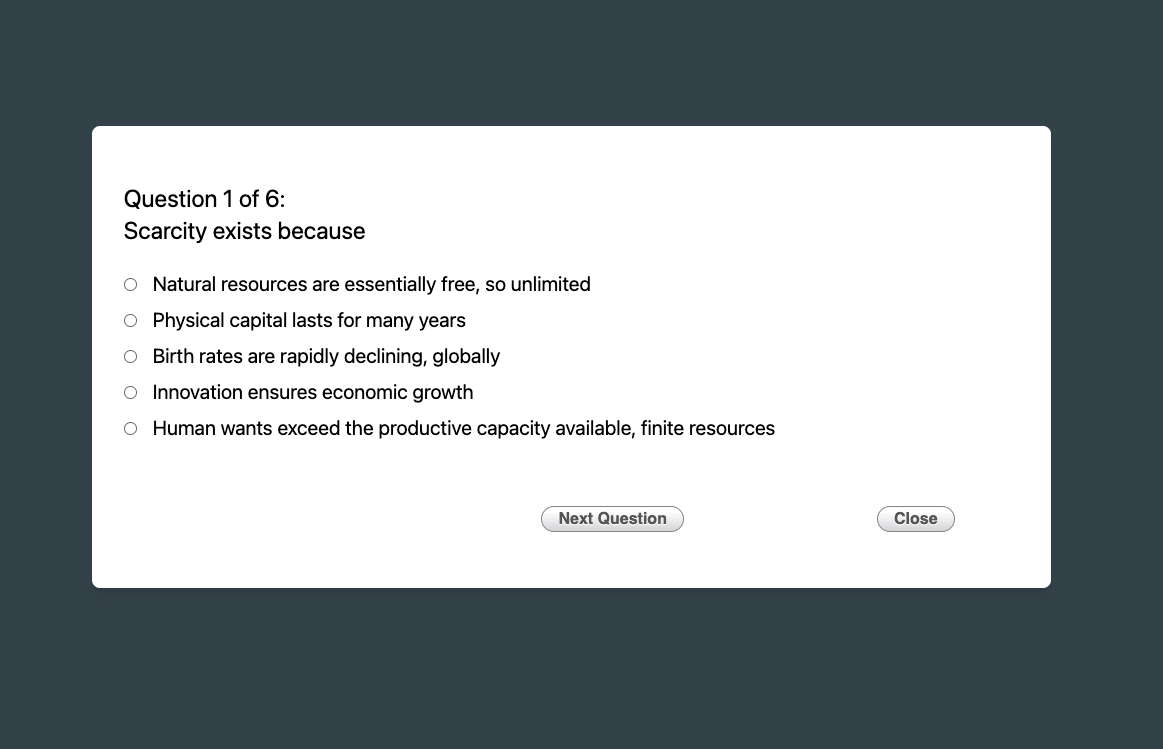 Question 1 of 6:
Scarcity exists because
Natural resources are essentially free, so unlimited
Physical capital lasts for many years
Birth rates are rapidly declining, globally
Innovation ensures economic growth
Human wants exceed the productive capacity available, finite resources
Next Question
Close